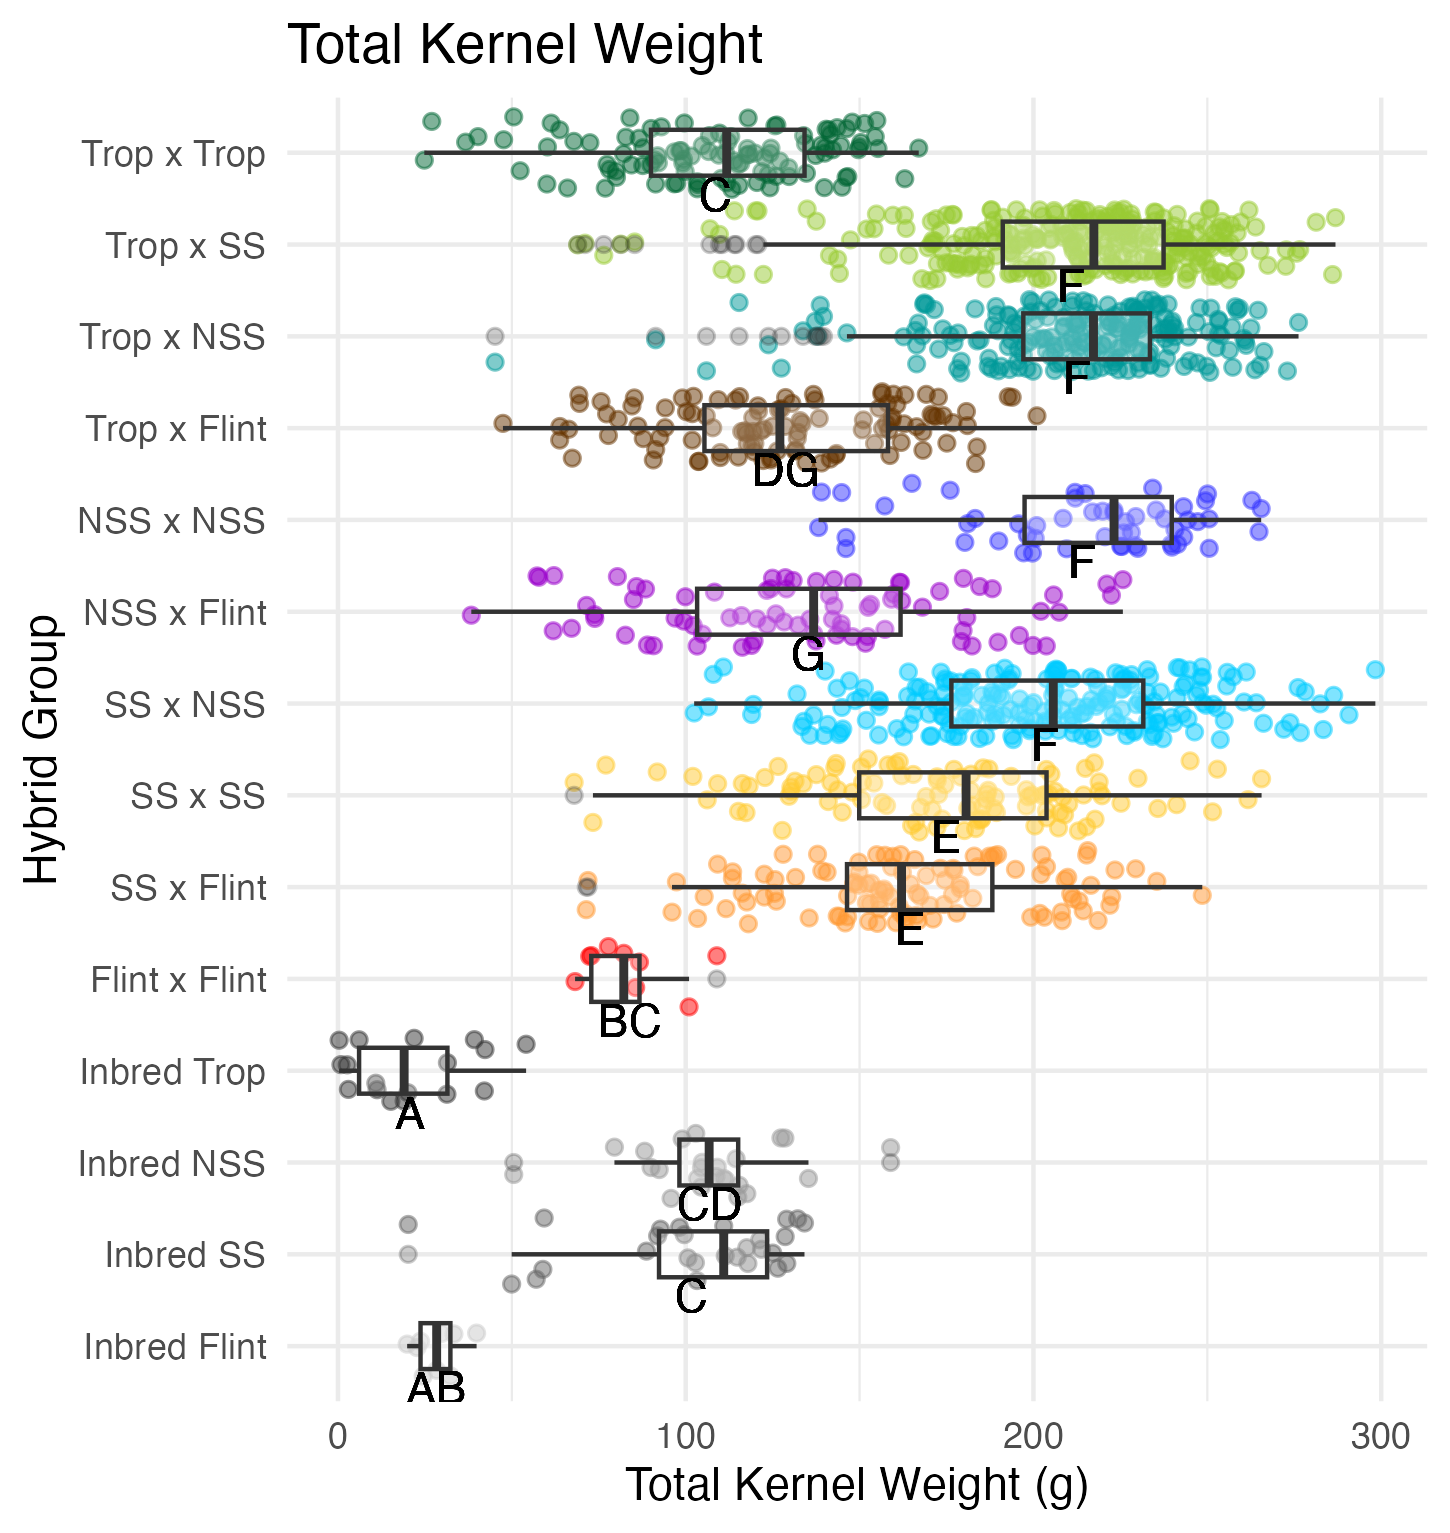 Total Kernel Weight
Hybrid Group
Trop x Trop
C
Trop x SS
F
Trop x NSS
F
Trop x Flint
DG
NSS x NSS
F
NSS x Flint
G
SS x NSS
F
SS x SS
E
SS x Flint
E
Flint x Flint
BC
Inbred Trop
A
Inbred NSS
CD
Inbred SS
C
Inbred Flint
AB
0 100 200 300
Total Kernel Weight (g)